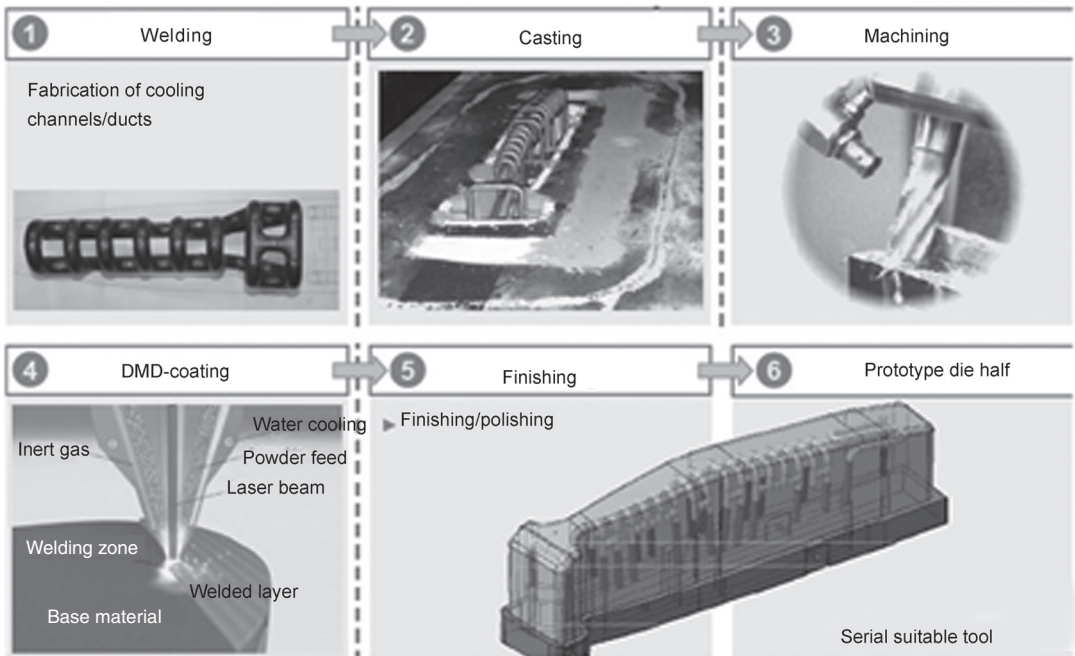 1 Welding
Fabrication of cooling
channels/ducts
2 Casting
3 Machining
4 DMD-coating
Water cooling
Inert gas
Powder feed
Laser beam
Welding zone
Welded layer
Base material
5 Finishing
Finishing/polishing
6 Prototype die half
Serial suitable tool